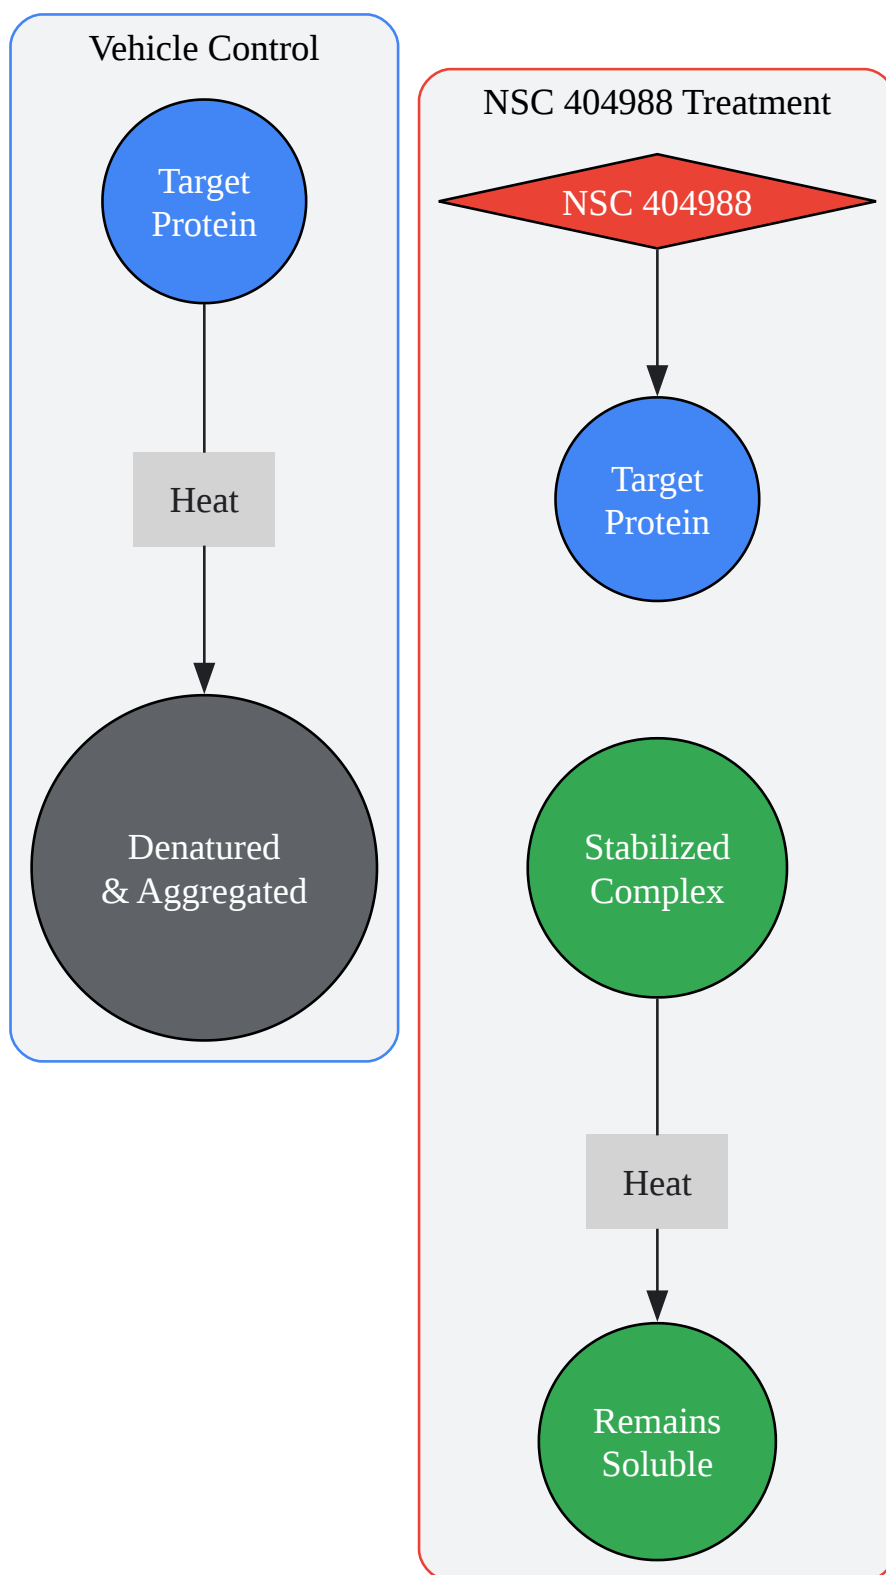 Vehicle Control
Target
Protein
Heat
Denatured
& Aggregated
NSC 404988 Treatment
NSC 404988
Target
Protein
Stabilized
Complex
Heat
Remains
Soluble